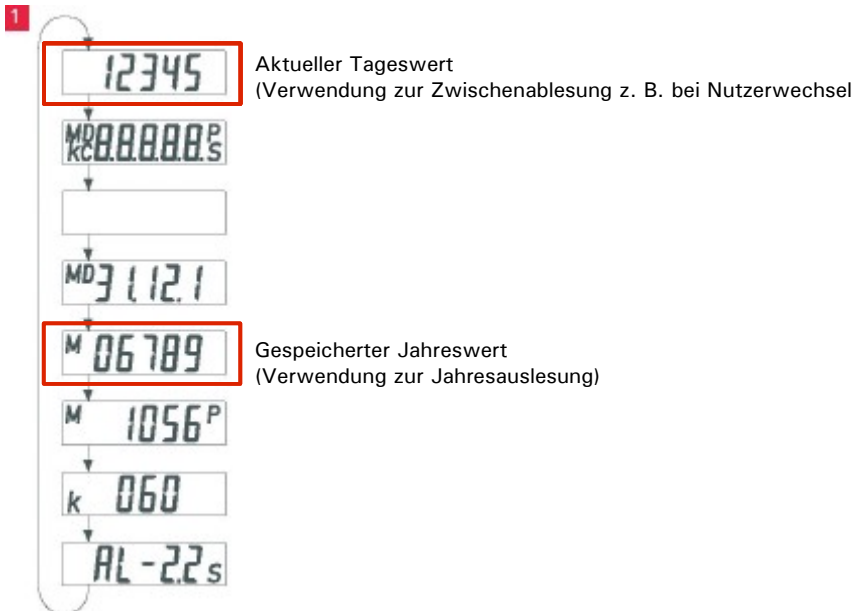 1
12345
Aktueller Tageswert
(Verwendung zur Zwischenablesung z. B. bei Nutzerwechsel
MD KC 8.8.8.8.8. P S
MD 31.12.1
M 06789
Gespeicherter Jahreswert
(Verwendung zur Jahresauslesung)
M 1056 P
k 060
AL-2.2 s